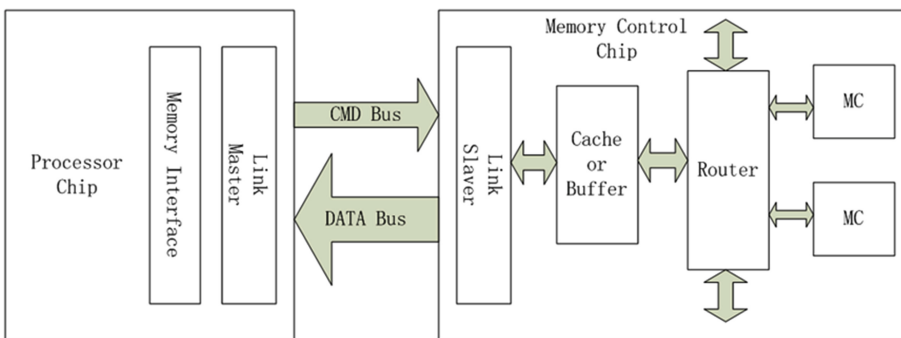 Processor
Chip
Memory Interface
Link
Master
CMD Bus
DATA Bus
Memory Control
Chip
Link
Slaver
Cache
or
Buffer
Router
MC
MC